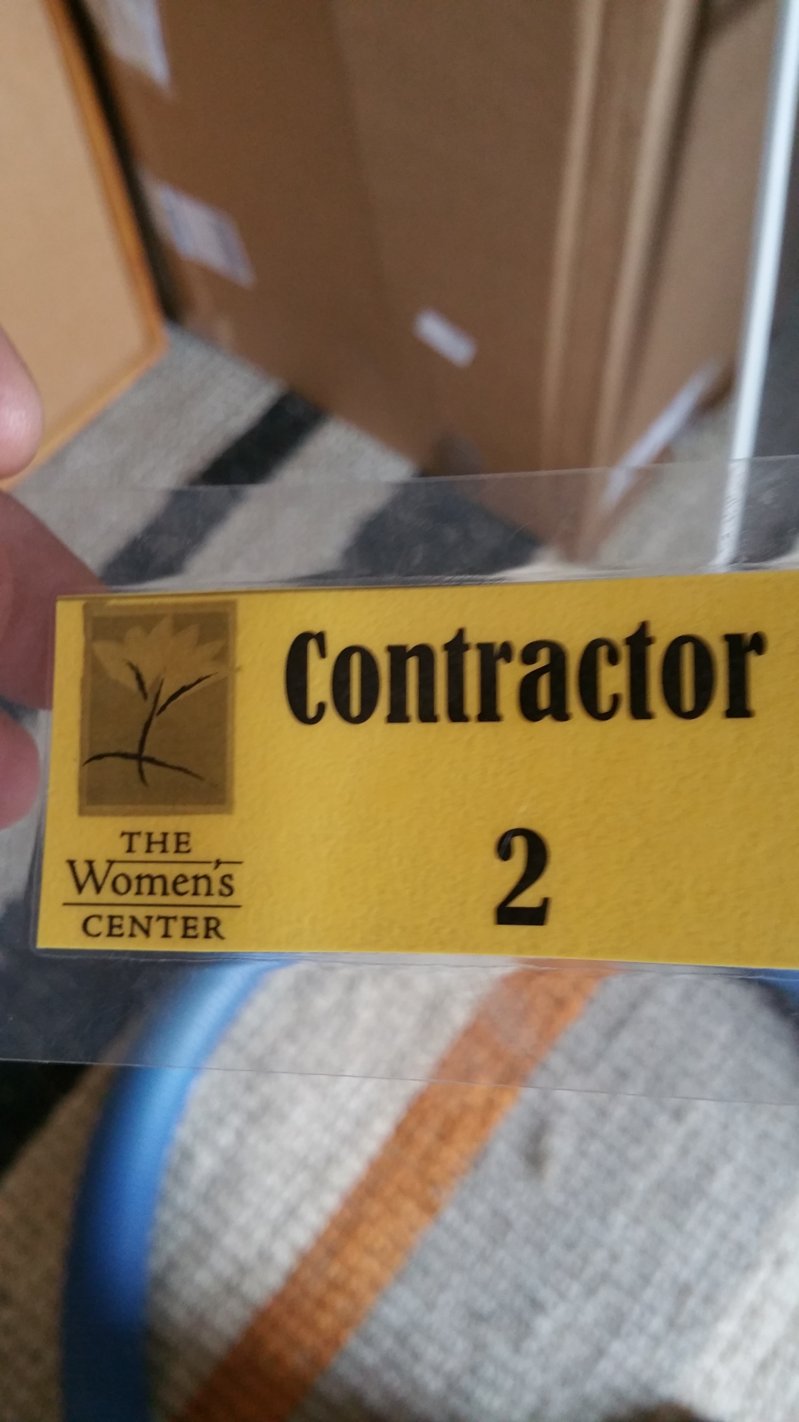 Contractor
2
THE
Women's
CENTER